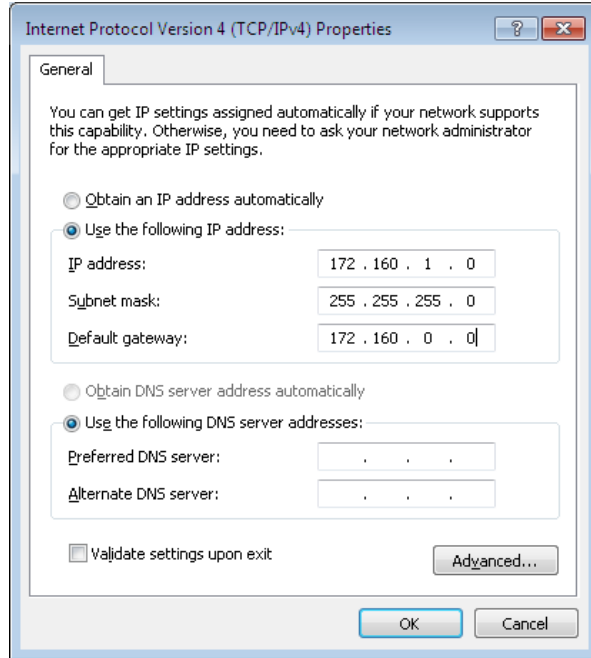 Internet Protocol Version 4 (TCP/IPv4) Properties
General
You can get IP settings assigned automatically if your network supports
this capability. Otherwise, you need to ask your network administrator
for the appropriate IP settings.
Obtain an IP address automatically
Use the following IP address:
IP address: 172 . 160 . 1 . 0
Subnet mask: 255 . 255 . 255 . 0
Default gateway: 172 . 160 . 0 . 0
Obtain DNS server address automatically
Use the following DNS server addresses:
Preferred DNS server: . . .
Alternate DNS server: . . .
Validate settings upon exit
Advanced...
OK Cancel